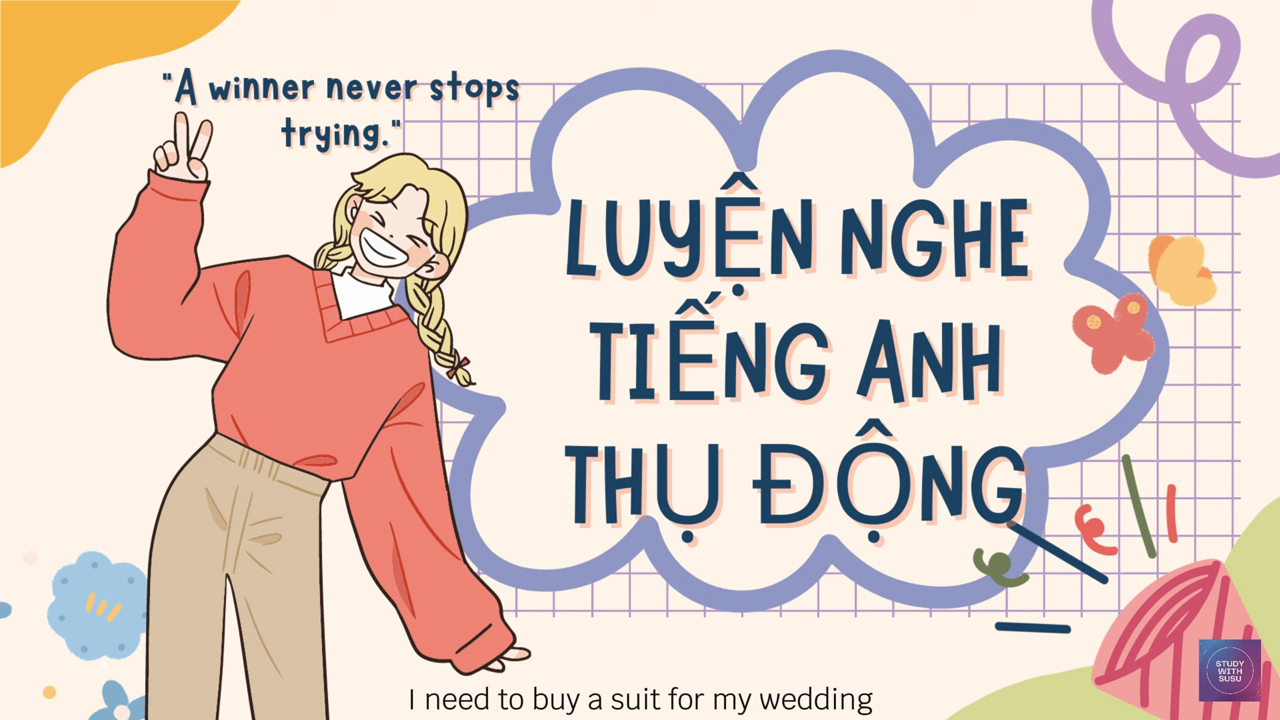 "A winner never stops
trying."
LUYỆN NGHE
TIẾNG ANH
THỤ ĐỘNG
STUDY
WITH
SUSU
I need to buy a suit for my wedding